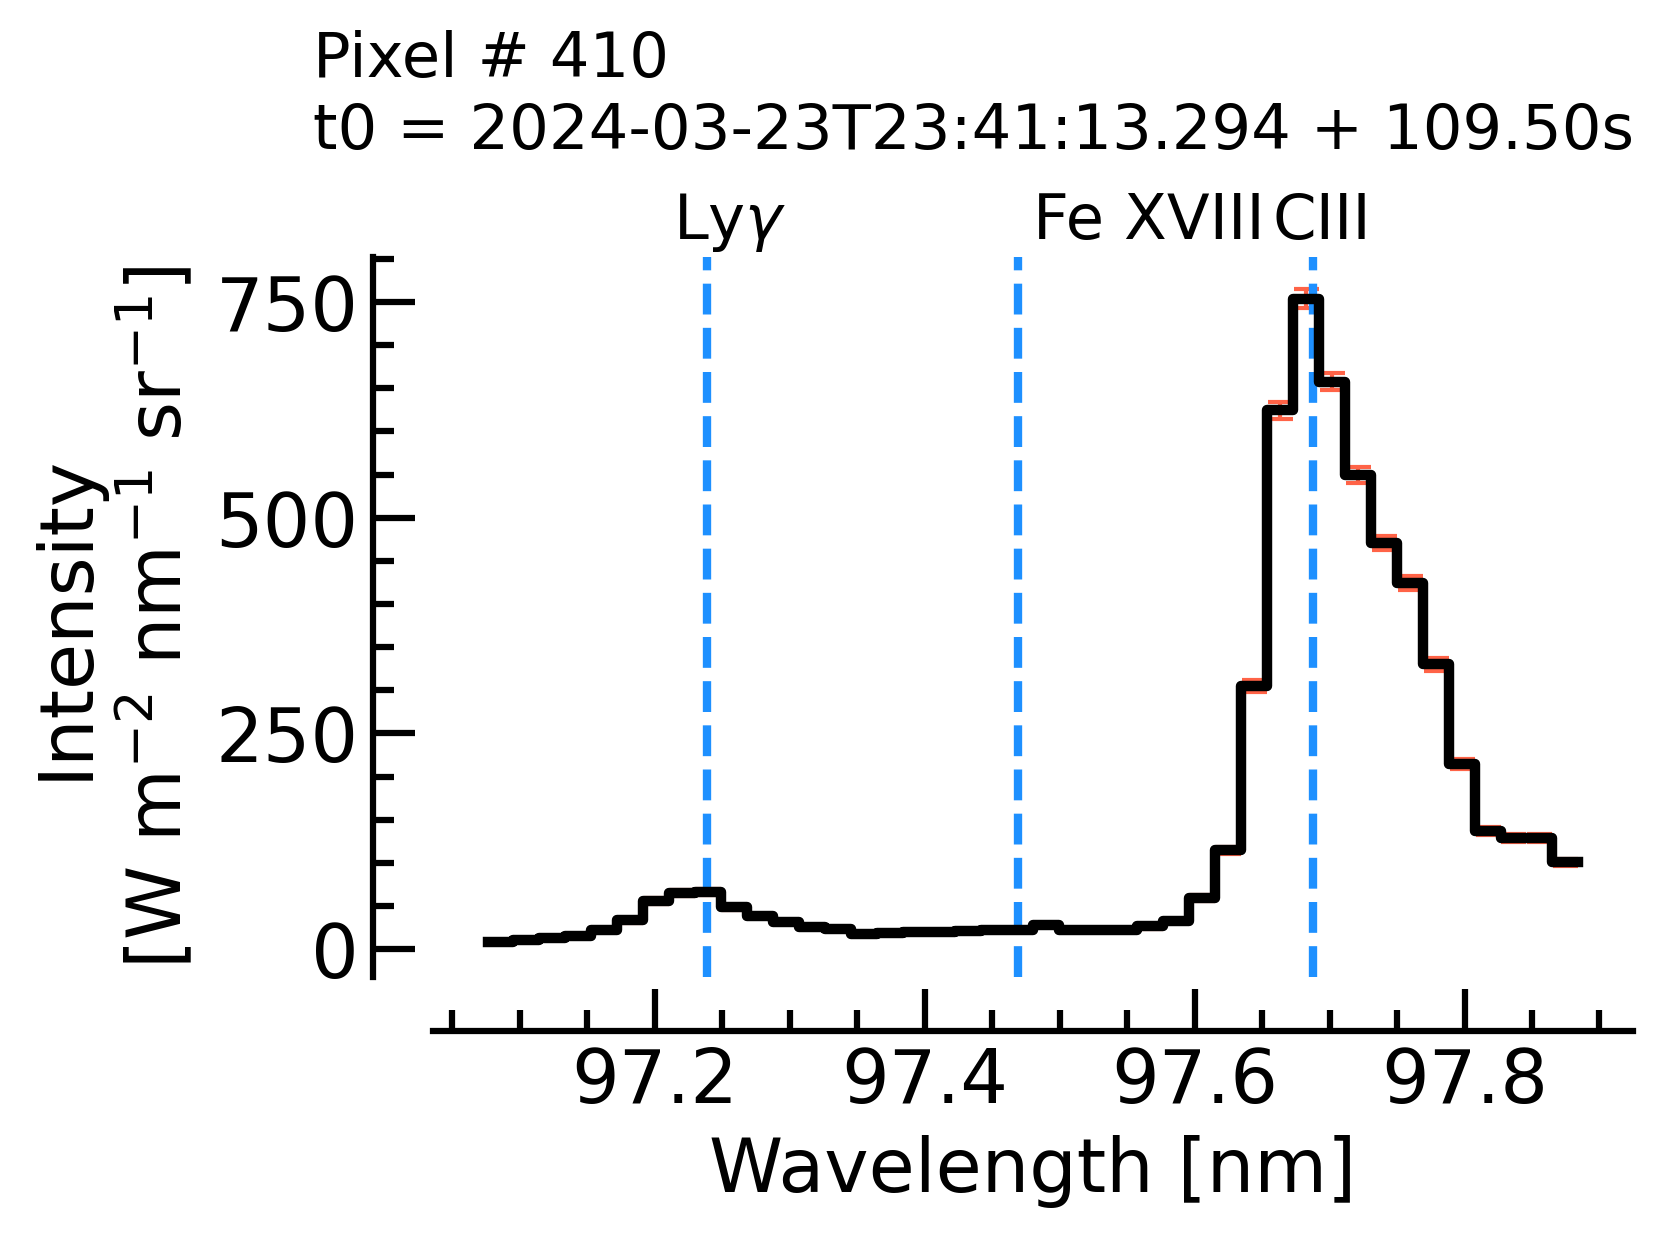 Pixel # 410
t0 = 2024-03-23T23:41:13.294 + 109.50s
Lyγ Fe XVIII CIII
Intensity
[W m⁻² nm⁻¹ sr⁻¹]
750
500
250
0
97.2 97.4 97.6 97.8
Wavelength [nm]